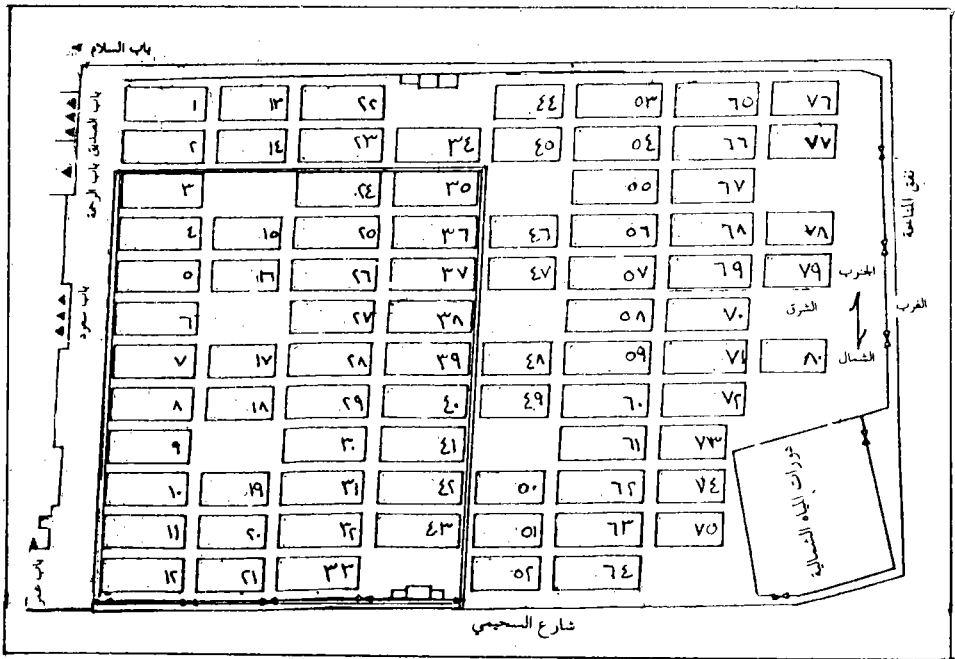 باب السلام
باب الصديق
باب الرحمة
باب سعود
باب عمر
١ ١٣ ٢٢ ٤٤ ٥٣ ٦٥ ٧٦
٢ ١٤ ٢٣ ٣٤ ٤٥ ٥٤ ٦٦ ٧٧
٣ ٢٤ ٣٥ ٥٥ ٦٧
٤ ١٥ ٢٥ ٣٦ ٤٦ ٥٦ ٦٨ ٧٨
٥ ١٦ ٢٦ ٣٧ ٤٧ ٥٧ ٦٩ ٧٩
٦ ٢٧ ٣٨ ٥٨ ٧٠
٧ ١٧ ٢٨ ٣٩ ٤٨ ٥٩ ٧١ ٨٠
٨ ١٨ ٢٩ ٤٠ ٤٩ ٦٠ ٧٢
٩ ٣٠ ٤١ ٦١ ٧٣
١٠ ١٩ ٣١ ٤٢ ٥٠ ٦٢ ٧٤
١١ ٢٠ ٣٢ ٤٣ ٥١ ٦٣ ٧٥
١٢ ٢١ ٣٣ ٥٢ ٦٤
نفق المناخة
الجنوب
الشرق
الغرب
الشمال
دورات المياه الشمالية
شارع السحيمي